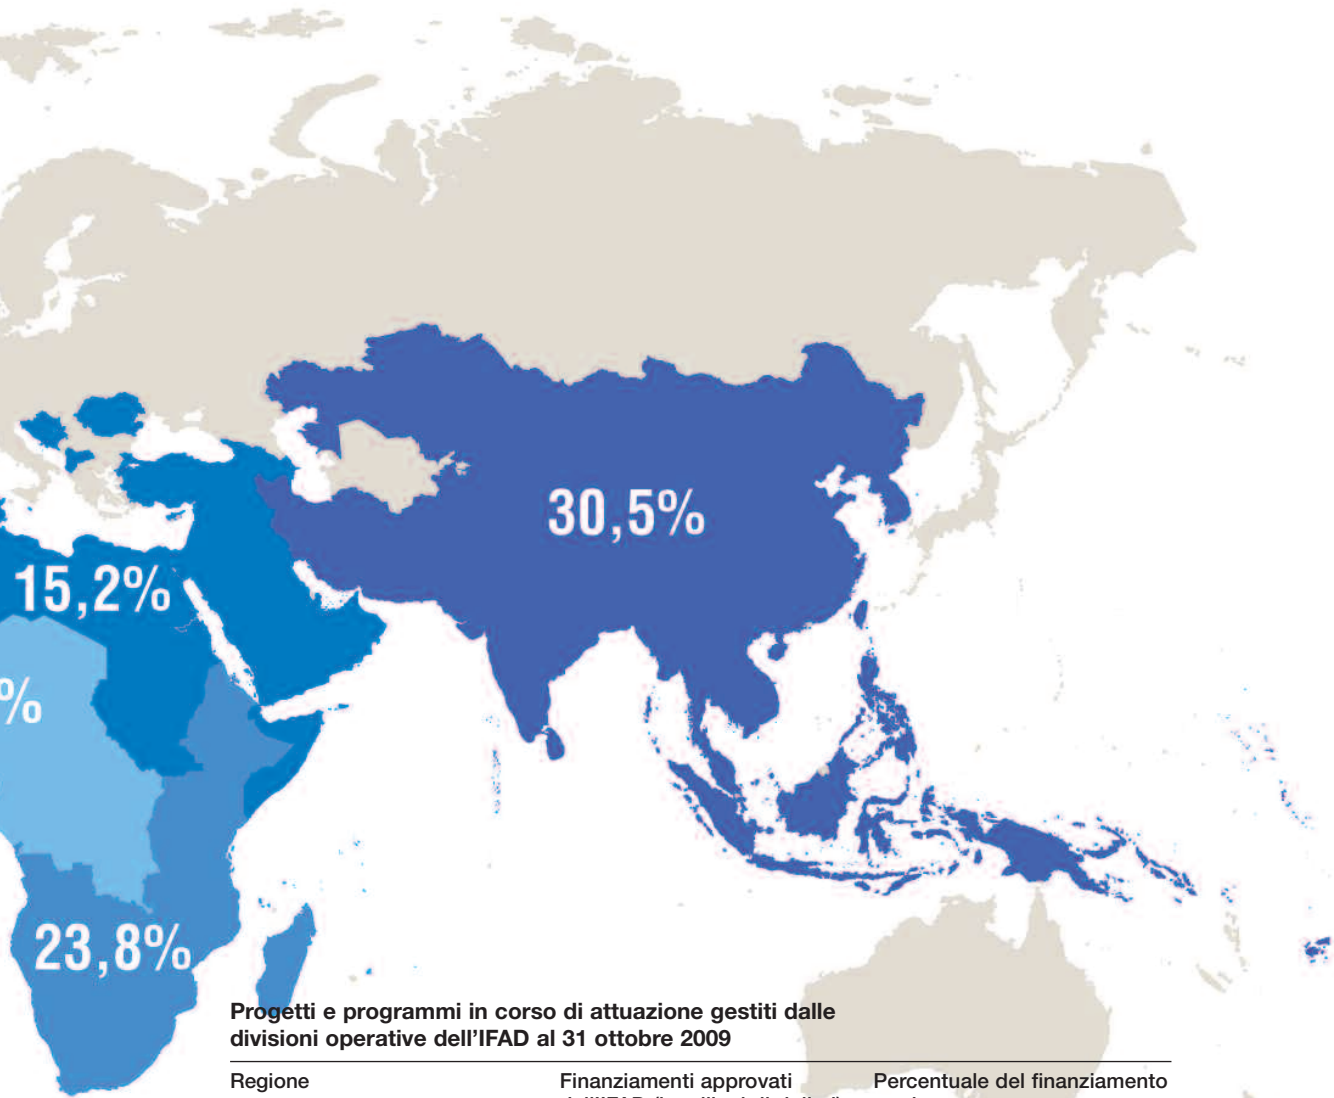 30,5%
15,2%
%
23,8%
Progetti e programmi in corso di attuazione gestiti dalle
divisioni operative dell'IFAD al 31 ottobre 2009
Regione
Finanziamenti approvati
Percentuale del finanziamento